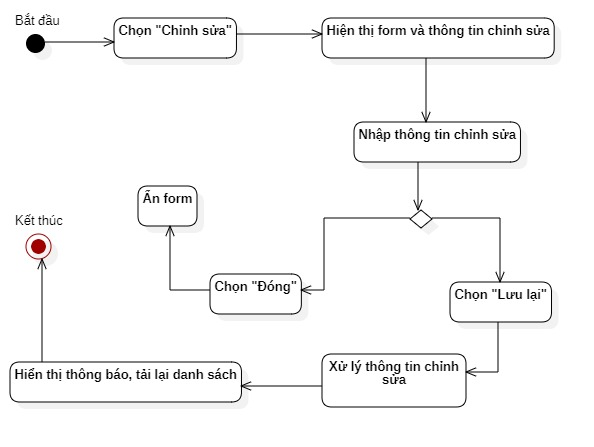 Bắt đầu
Chọn "Chỉnh sửa"
Hiện thị form và thông tin chỉnh sửa
Nhập thông tin chỉnh sửa
Ẩn form
Kết thúc
Chọn "Đóng"
Chọn "Lưu lại"
Xử lý thông tin chỉnh
sửa
Hiển thị thông báo, tải lại danh sách